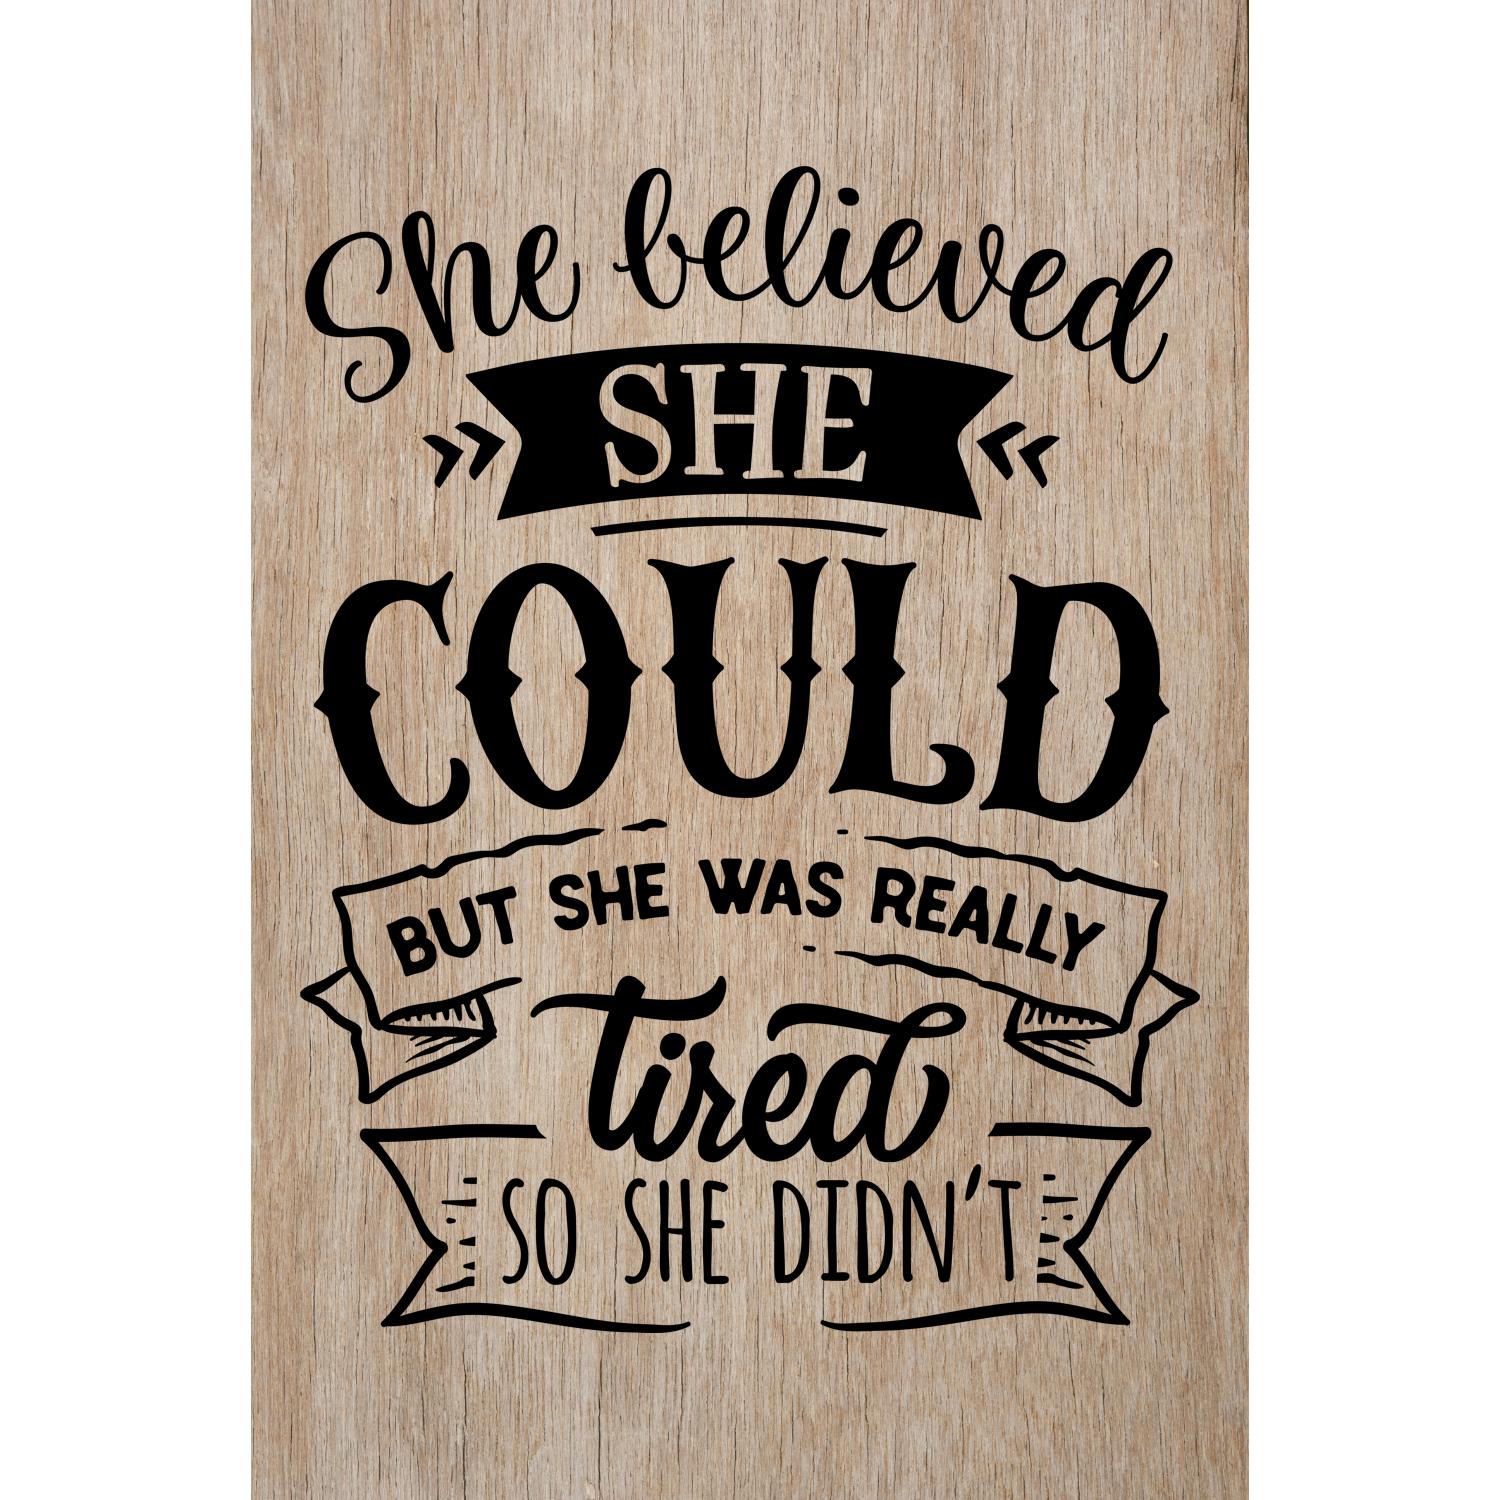 She believed
SHE
COULD
BUT SHE WAS REALLY
tired
SO SHE DIDN'T